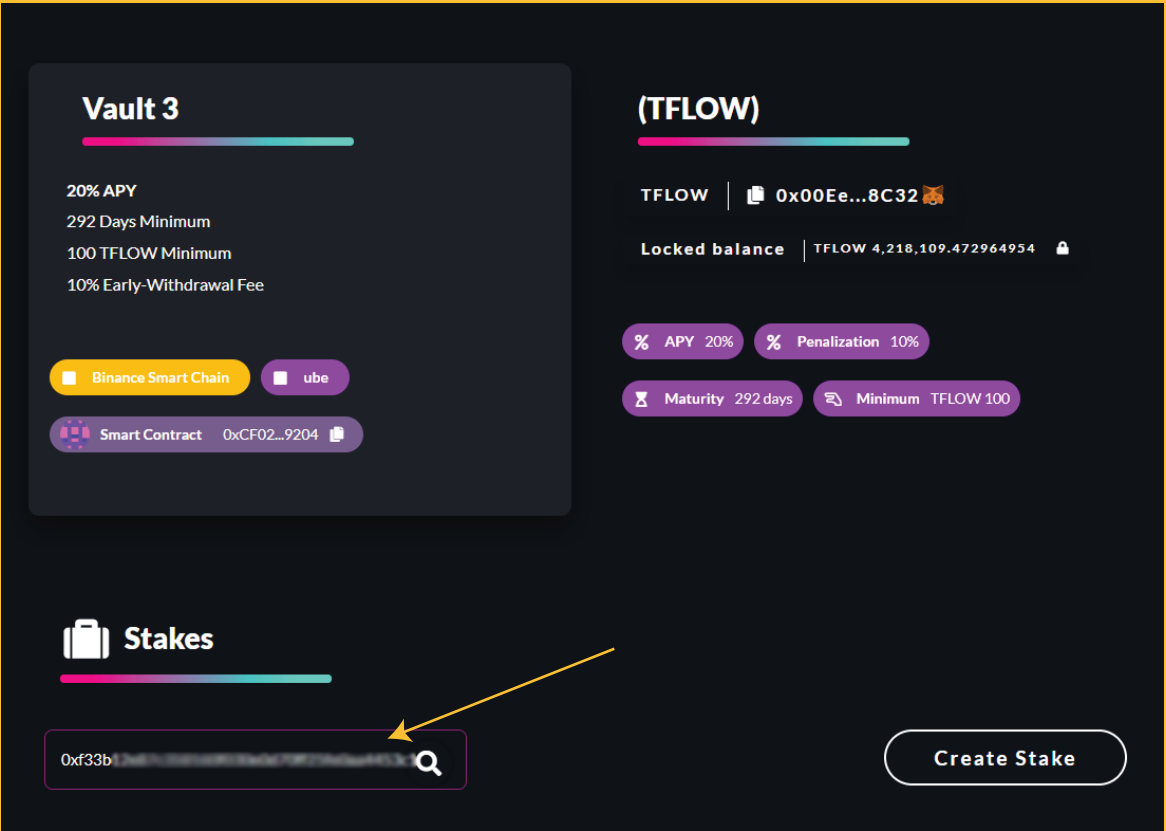 Vault 3
20% APY
292 Days Minimum
100 TFLOW Minimum
10% Early-Withdrawal Fee
Binance Smart Chain
ube
Smart Contract 0xCF02...9204
(TFLOW)
TFLOW 0x00Ee...8C32
Locked balance TFLOW 4,218,109.472964954
APY 20%
Penalization 10%
Maturity 292 days
Minimum TFLOW 100
Stakes
0xf33b
Create Stake